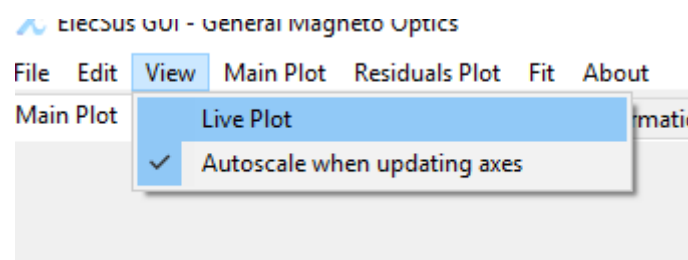 ElecSus GUI - General Magneto Optics
File Edit View Main Plot Residuals Plot Fit About
Main Plot
Live Plot
Autoscale when updating axes